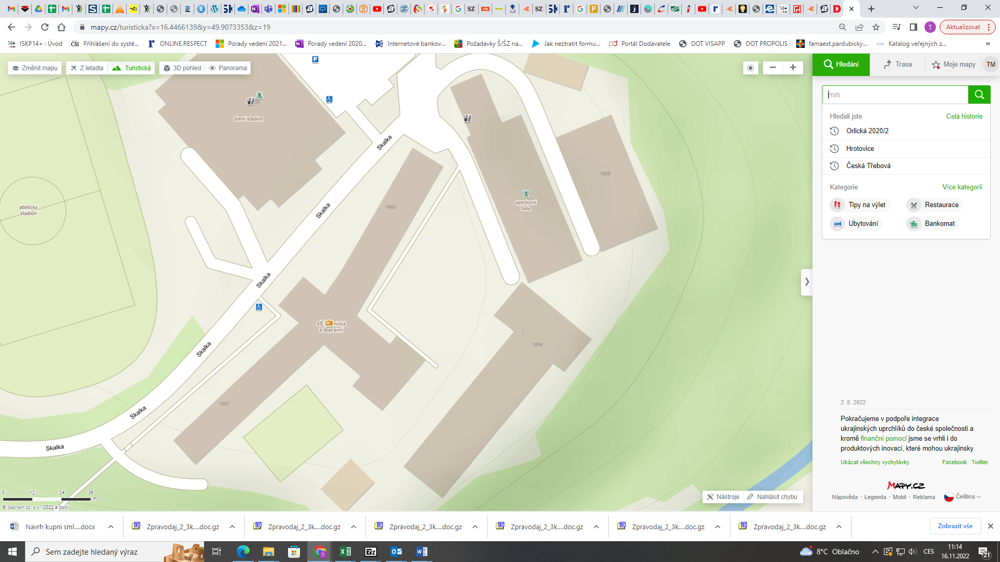 mapy.cz/turisticka?x=16.4466139&y=49.9073353&z=19
Aktualizovat
ISKP14+ : Úvod
Přihlášení do systé...
ONLINE.RESPECT
Porady vedení 2021...
Porady vedení 2020...
Internetové bankov...
Požadavky Š/ŠZ na...
Jak neztratit formu...
Portál Dodavatele
DOT VISAPP
DOT PROPOLIS
famaext.pardubicky...
Katalog veřejných z...
»
Změnit mapu
Z letadla
Turistická
3D pohled
Panorama
Hledání
Trasa
Moje mapy
TM
min
Hledali jste
Celá historie
Orlická 2020/2
Hrotovice
Česká Třebová
Kategorie
Více kategorií
Tipy na výlet
Restaurace
Ubytování
Bankomat
zimní stadion
Skalka
1858
sportovní
hala
1693
atletický
stadion
Skalka
Skalka
a dopravní
1856
Skalka
1691
Skalka
Skalka
2. 8. 2022
Pokračujeme v podpoře integrace
ukrajinských uprchlíků do české společnosti a
kromě finanční pomoci jsme se vrhli i do
produktových inovací, které mohou ukrajinsky
Ukázat všechny vychytávky
Facebook
Twitter
Mapy.cz
Nápověda • Legenda • Mobil • Reklama
Čeština
0 12 24 36 m
© Seznam.cz, a.s., 2022 a další
Nástroje
Nahlásit chybu
Navrh kupni sml....docx
Zpravodaj_2_3k....doc.gz
Zpravodaj_2_3k....doc.gz
Zpravodaj_2_3k....doc.gz
Zpravodaj_2_3k....doc.gz
Zpravodaj_2_3k....doc.gz
Zpravodaj_2_3k....doc.gz
Zobrazit vše
Sem zadejte hledaný výraz
8°C Oblačno
CES
11:14
16.11.2022
21